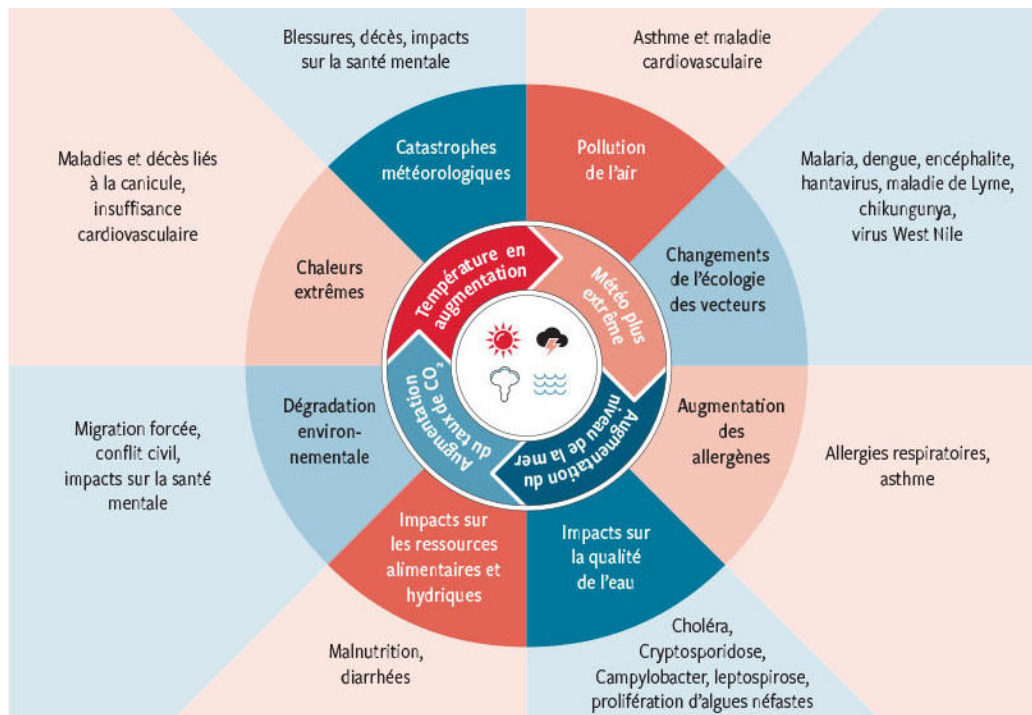 Blessures, décès, impacts
sur la santé mentale
Asthme et maladie
cardiovasculaire
Catastrophes
météorologiques
Pollution
de l'air
Maladies et décès liés
à la canicule,
insuffisance
cardiovasculaire
Malaria, dengue, encéphalite,
hantavirus, maladie de Lyme,
chikungunya,
virus West Nile
Chaleurs
extrêmes
Changements
de l'écologie
des vecteurs
Température en
augmentation
Météo plus
extrême
Augmentation
du taux de CO₂
Augmentation du
niveau de la mer
Dégradation
environ-
nementale
Augmentation
des
allergènes
Migration forcée,
conflit civil,
impacts sur la santé
mentale
Allergies respiratoires,
asthme
Impacts sur
les ressources
alimentaires et
hydriques
Impacts sur
la qualité
de l'eau
Malnutrition,
diarrhées
Choléra,
Cryptosporidose,
Campylobacter, leptospirose,
prolifération d'algues néfastes